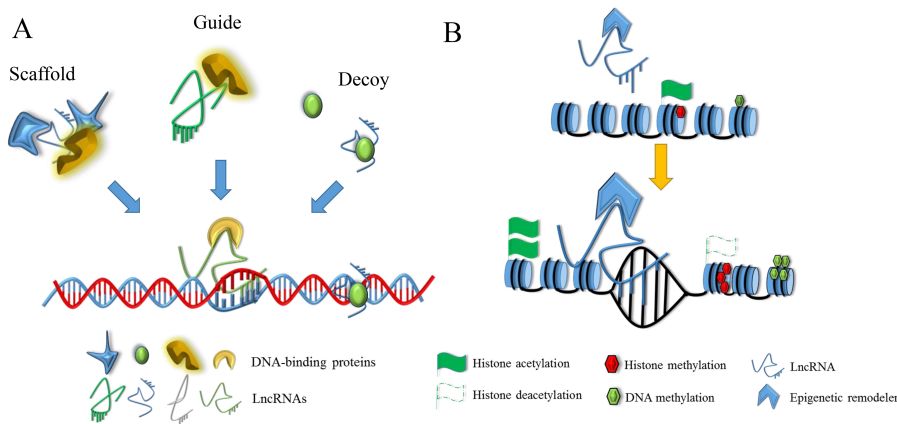 A
Guide
Scaffold
Decoy
DNA-binding proteins
LncRNAs
B
Histone acetylation
Histone methylation
LncRNA
Histone deacetylation
DNA methylation
Epigenetic remodeler